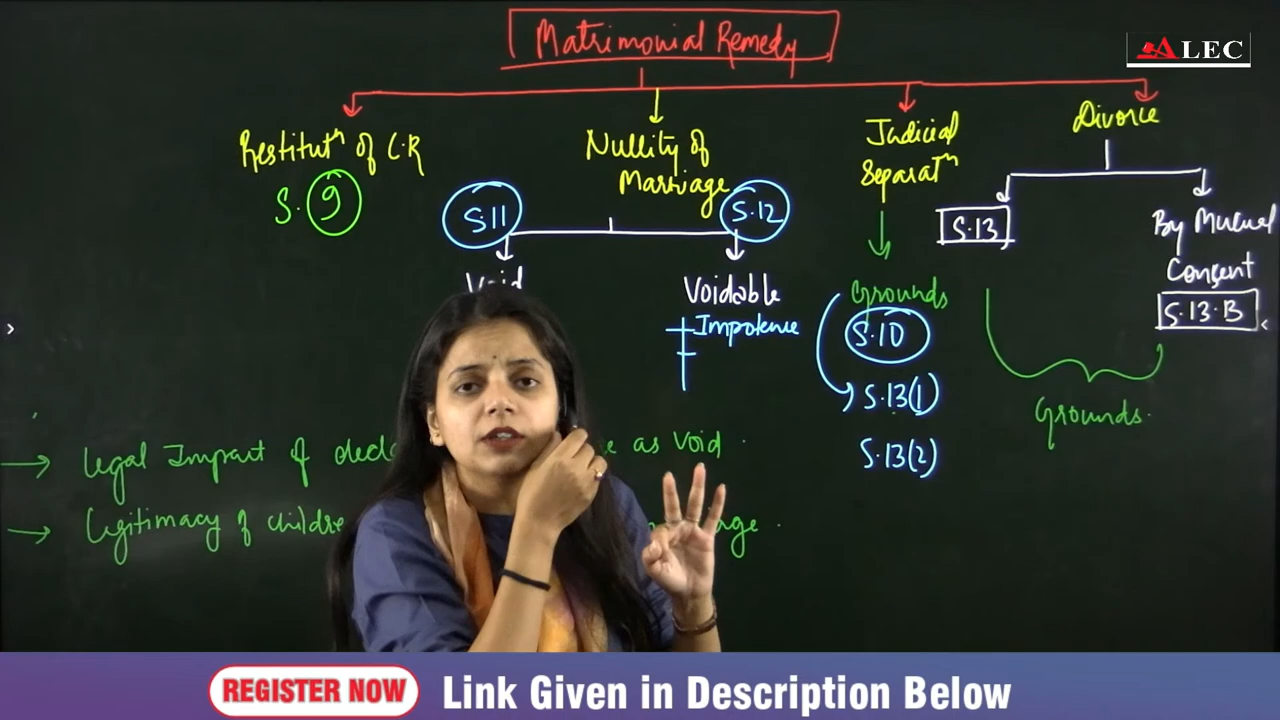 ALEC
Matrimonial Remedy
Restitutⁿ of C.R
S. 9
Nullity of
Marriage
S.11
S.12
Void
Voidable
Impotence
Judicial
Separatⁿ
Grounds
S.10
S.13(1)
S.13(2)
Divorce
S.13
By Mutual
Consent
S.13.B
Grounds.
→ Legal Impact of as Void.
→ Legitimacy of
REGISTER NOW Link Given in Description Below